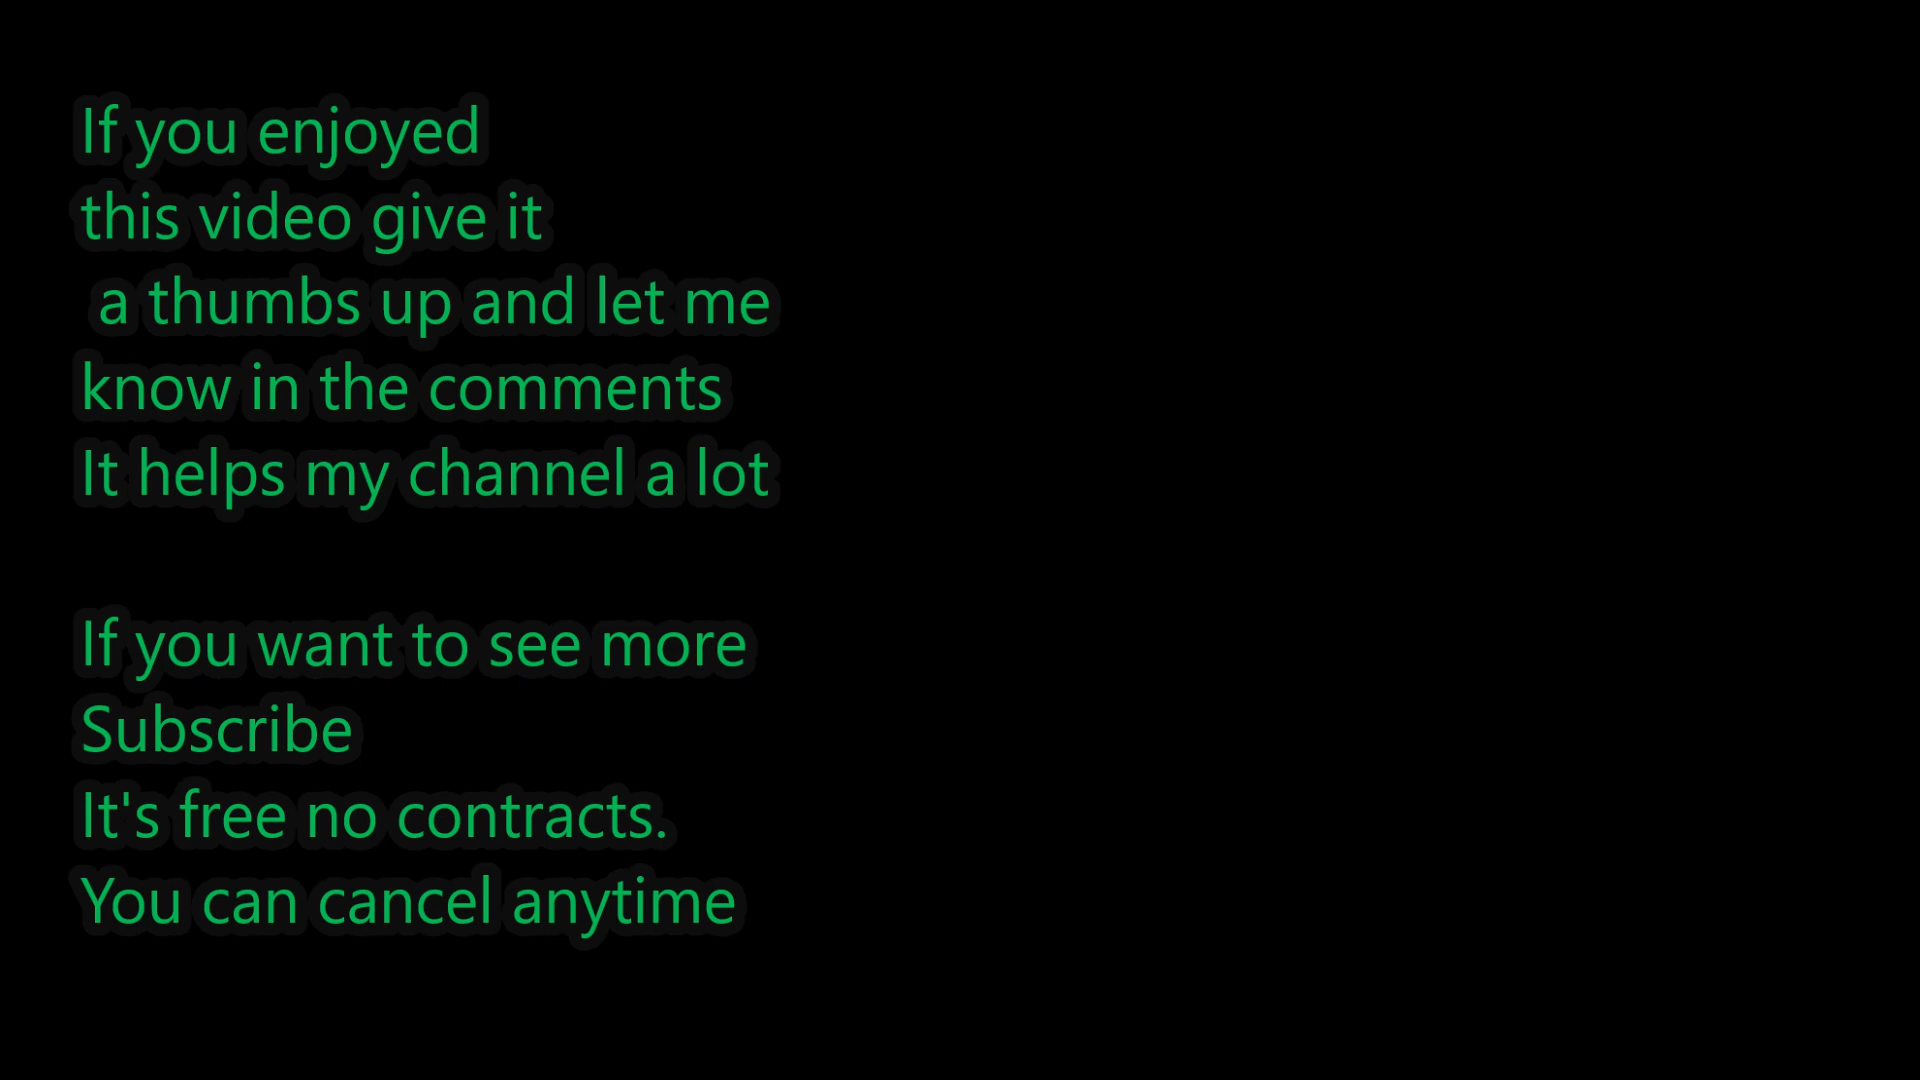 If you enjoyed
this video give it
a thumbs up and let me
know in the comments
It helps my channel a lot
If you want to see more
Subscribe
It's free no contracts.
You can cancel anytime